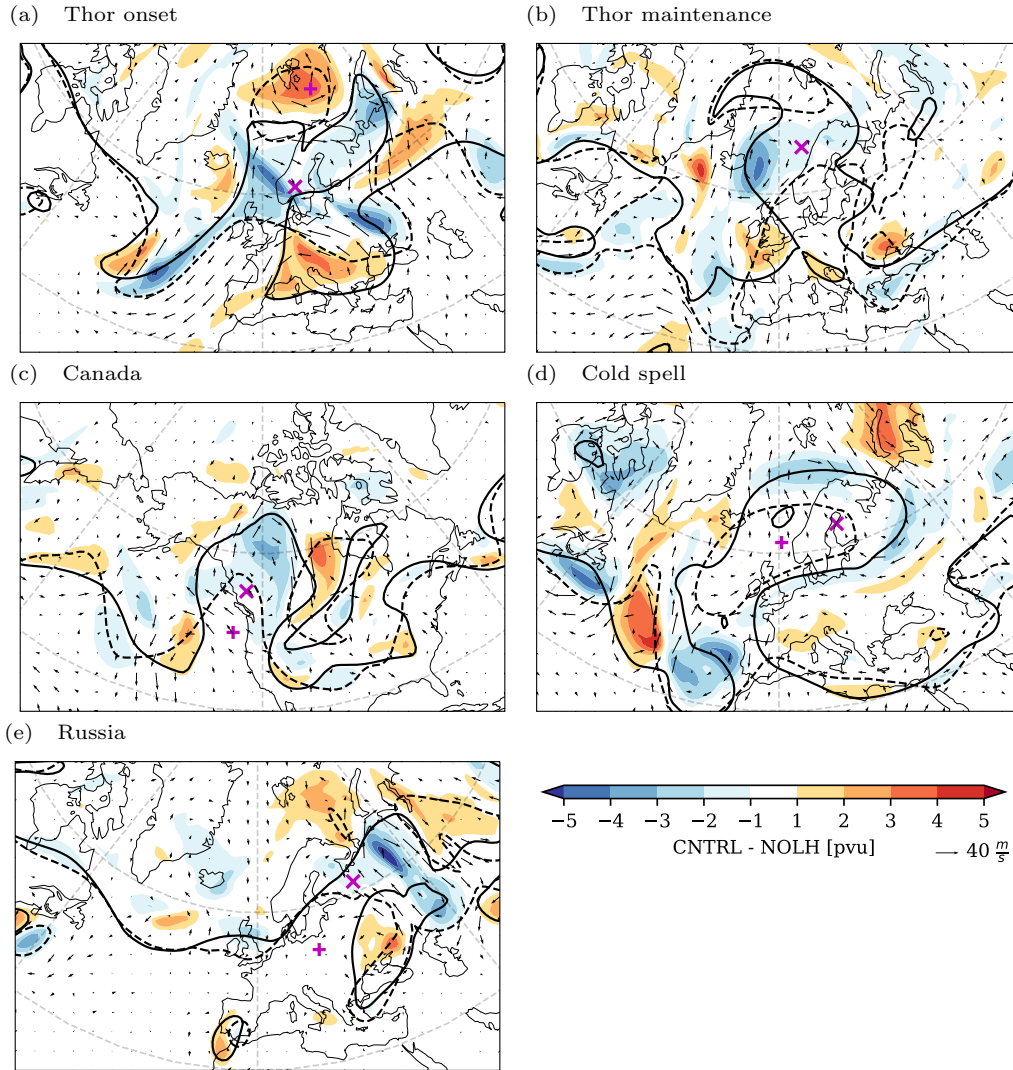 (a) Thor onset
(b) Thor maintenance
(c) Canada
(d) Cold spell
(e) Russia
−5 −4 −3 −2 −1 1 2 3 4 5
CNTRL - NOLH [pvu]
→ 40 m/s